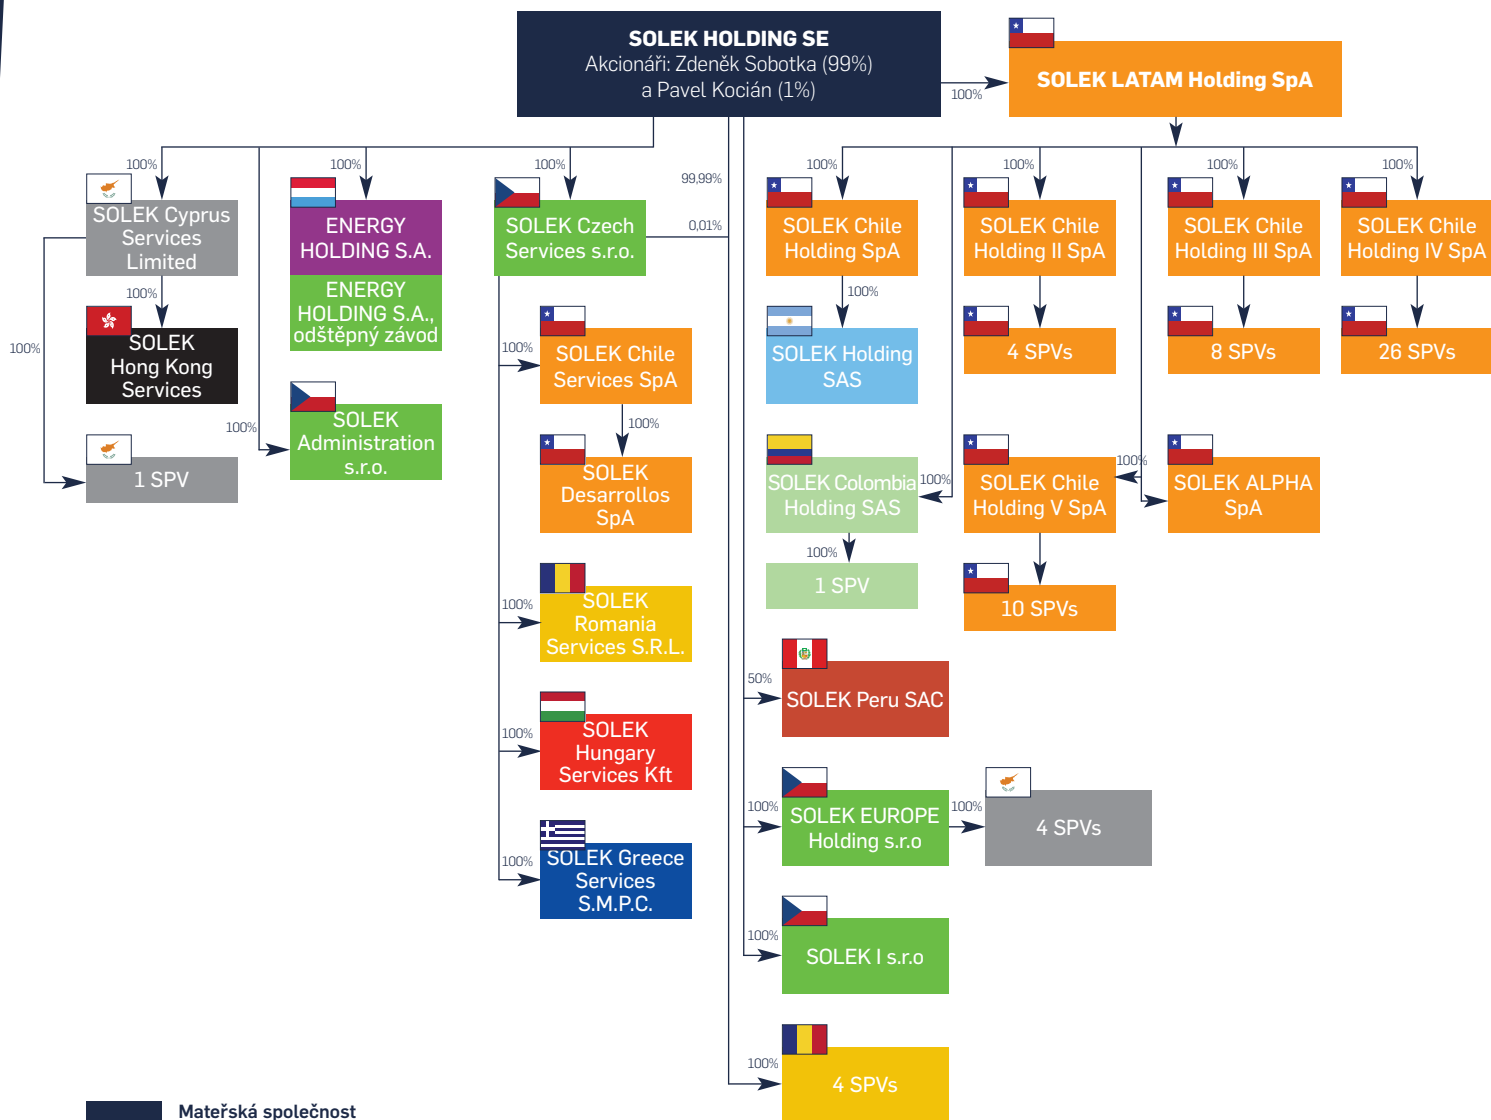 SOLEK HOLDING SE
Akcionáři: Zdeněk Sobotka (99%)
a Pavel Kocián (1%)
100%
SOLEK LATAM Holding SpA
100%
100%
100%
99,99%
0,01%
100%
100%
100%
100%
SOLEK Cyprus
Services
Limited
ENERGY
HOLDING S.A.
SOLEK Czech
Services s.r.o.
SOLEK Chile
Holding SpA
SOLEK Chile
Holding II SpA
SOLEK Chile
Holding III SpA
SOLEK Chile
Holding IV SpA
100%
100%
ENERGY
HOLDING S.A.,
odštěpný závod
100%
SOLEK
Hong Kong
Services
100%
SOLEK Chile
Services SpA
SOLEK Holding
SAS
4 SPVs
8 SPVs
26 SPVs
100%
SOLEK
Administration
s.r.o.
100%
1 SPV
SOLEK
Desarrollos
SpA
SOLEK Colombia
Holding SAS
100%
SOLEK Chile
Holding V SpA
100%
SOLEK ALPHA
SpA
100%
1 SPV
10 SPVs
100%
SOLEK
Romania
Services S.R.L.
50%
SOLEK Peru SAC
100%
SOLEK
Hungary
Services Kft
100%
SOLEK EUROPE
Holding s.r.o
100%
4 SPVs
100%
SOLEK Greece
Services
S.M.P.C.
100%
SOLEK I s.r.o
100%
4 SPVs
Mateřská společnost